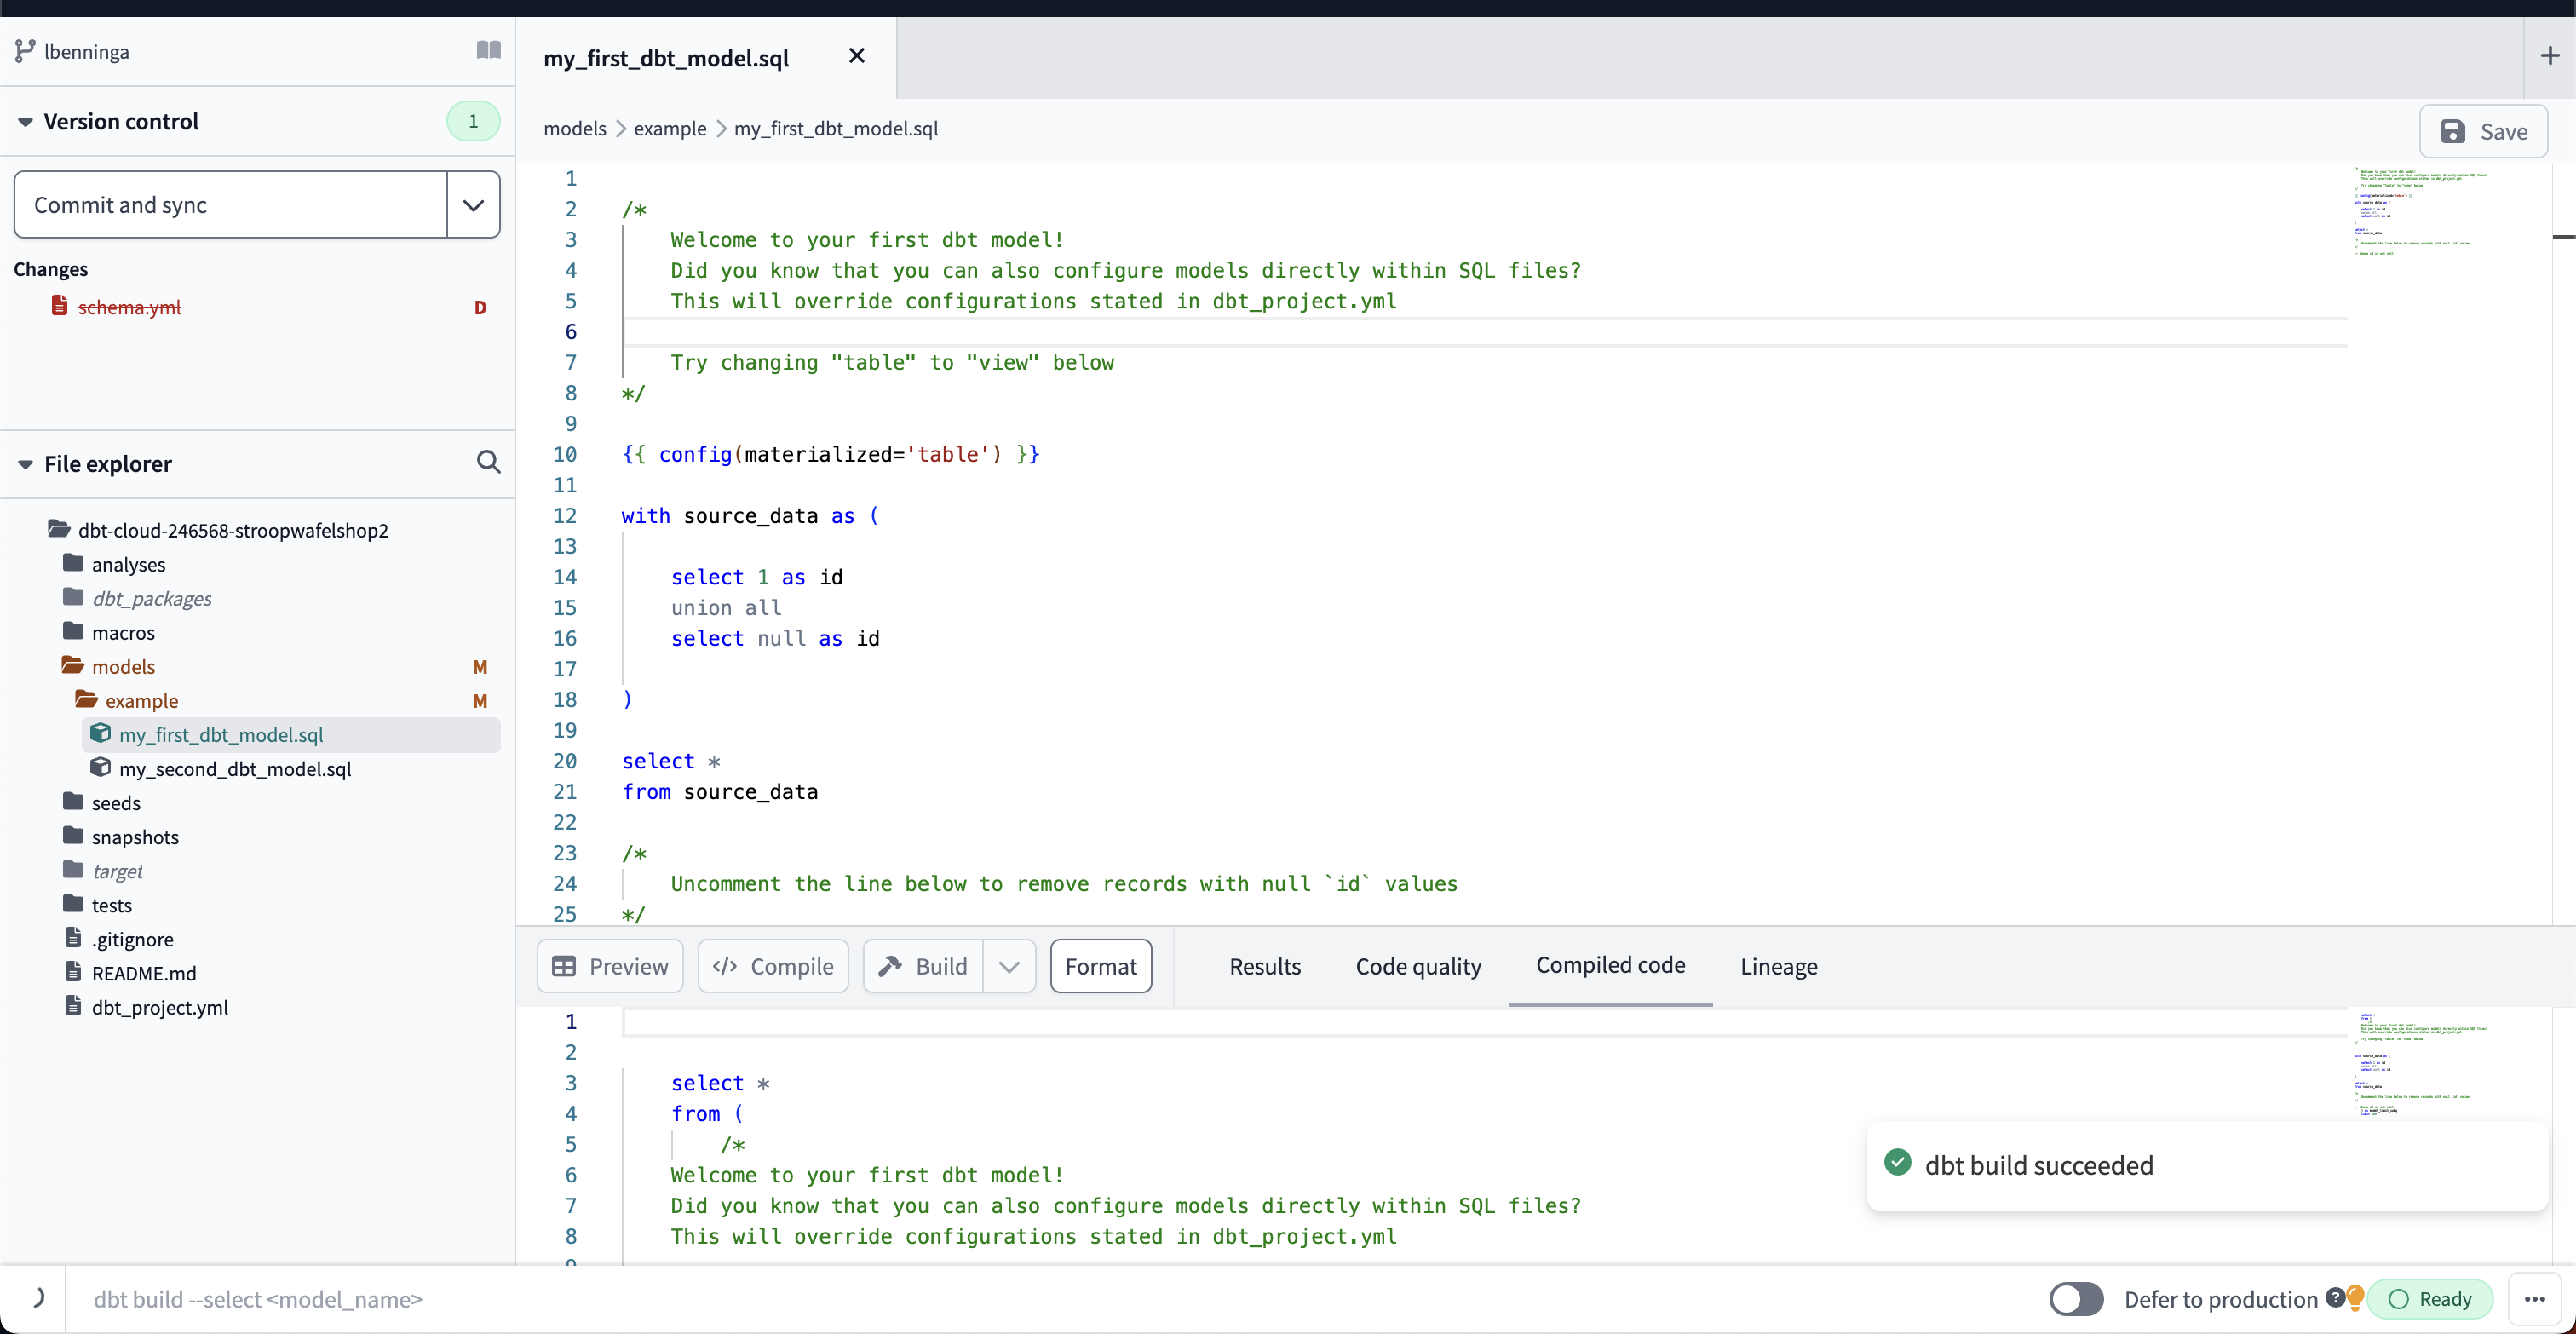 lbenninga
Version control
1
Commit and sync
Changes
schema.yml D
File explorer
dbt-cloud-246568-stroopwafelshop2
analyses
dbt_packages
macros
models M
example M
my_first_dbt_model.sql
my_second_dbt_model.sql
seeds
snapshots
target
tests
.gitignore
README.md
dbt_project.yml
my_first_dbt_model.sql
models > example > my_first_dbt_model.sql
Save
1
2 /*
3 Welcome to your first dbt model!
4 Did you know that you can also configure models directly within SQL files?
5 This will override configurations stated in dbt_project.yml
6
7 Try changing "table" to "view" below
8 */
9
10 {{ config(materialized='table') }}
11
12 with source_data as (
13
14 select 1 as id
15 union all
16 select null as id
17
18 )
19
20 select *
21 from source_data
22
23 /*
24 Uncomment the line below to remove records with null `id` values
25 */
Preview
Compile
Build
Format
Results
Code quality
Compiled code
Lineage
1
2
3 select *
4 from (
5 /*
6 Welcome to your first dbt model!
7 Did you know that you can also configure models directly within SQL files?
8 This will override configurations stated in dbt_project.yml
9
dbt build succeeded
dbt build --select <model_name>
Defer to production
Ready